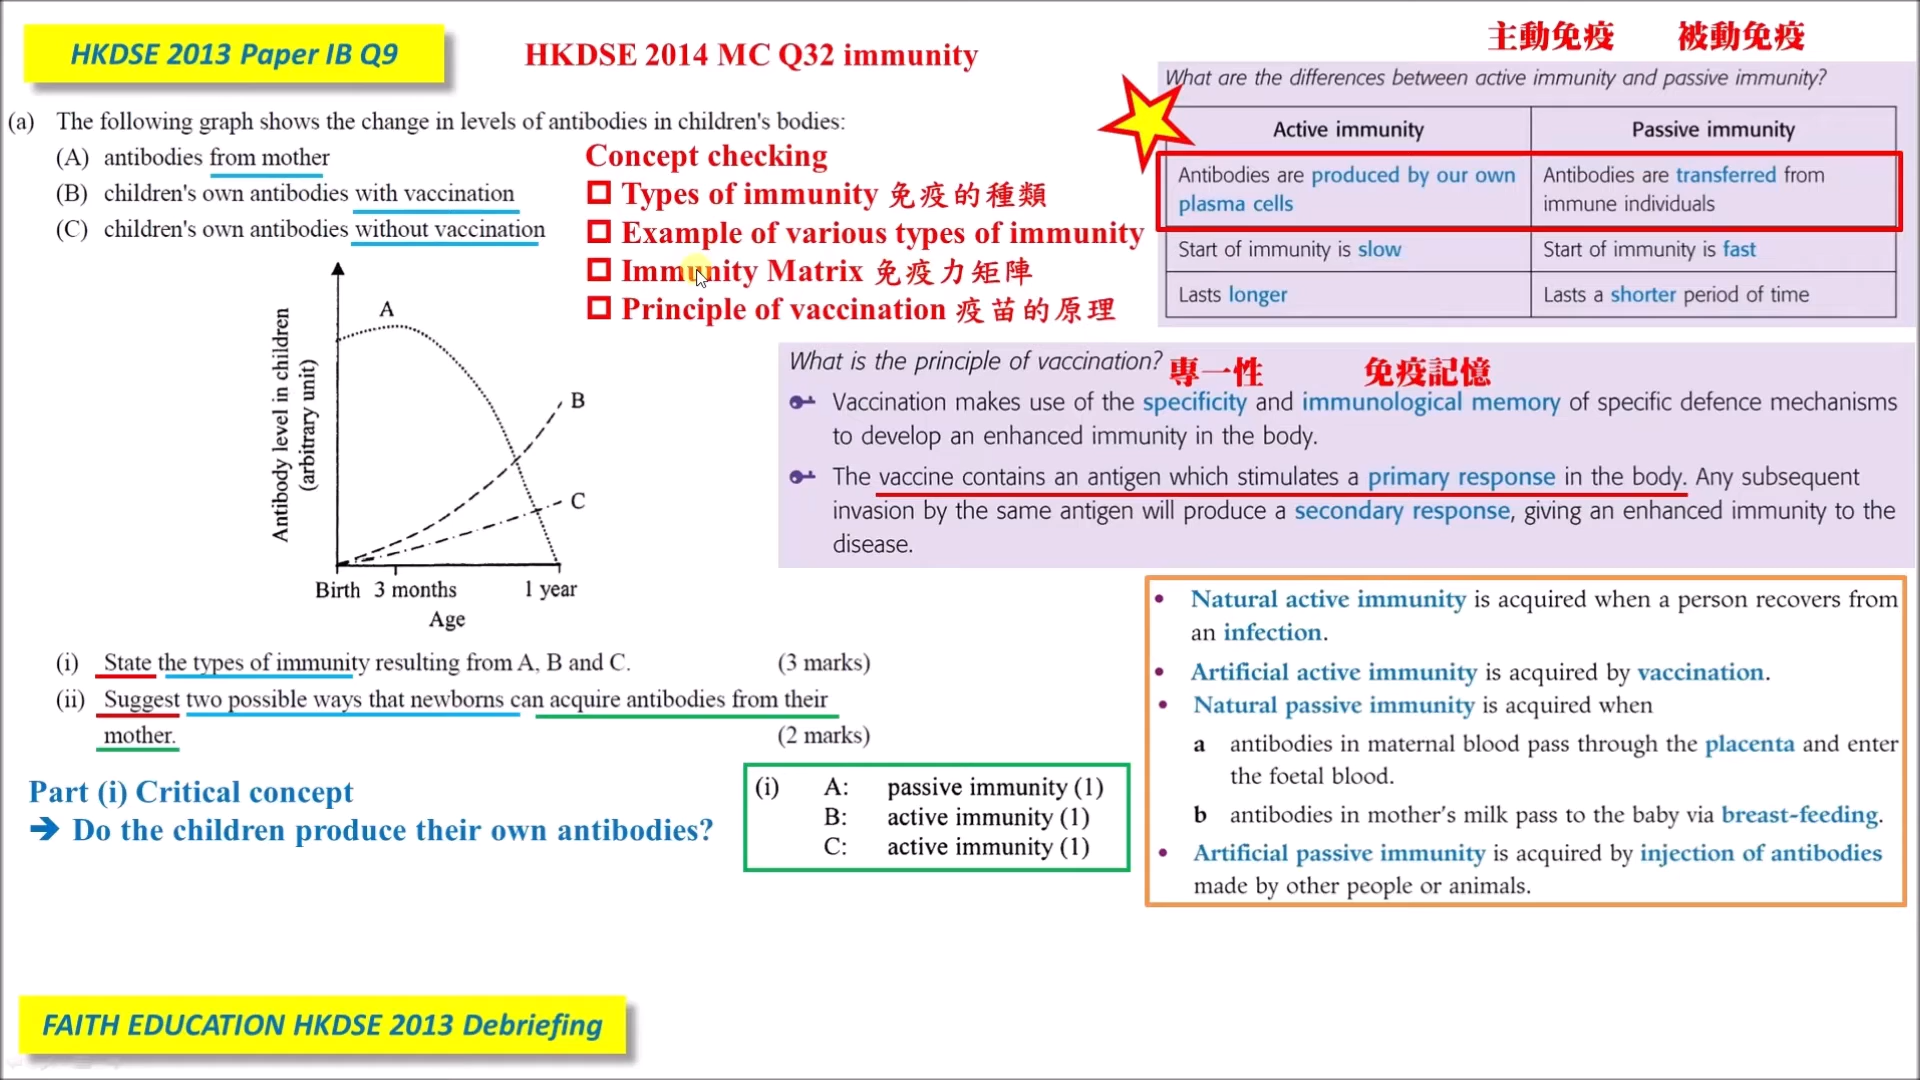 HKDSE 2013 Paper IB Q9
HKDSE 2014 MC Q32 immunity
主動免疫 被動免疫
(a) The following graph shows the change in levels of antibodies in children's bodies:
(A) antibodies from mother
(B) children's own antibodies with vaccination
(C) children's own antibodies without vaccination
Concept checking
Types of immunity 免疫的種類
Example of various types of immunity
Immunity Matrix 免疫力矩陣
Principle of vaccination 疫苗的原理
What are the differences between active immunity and passive immunity?
Active immunity Passive immunity
Antibodies are produced by our own plasma cells
Antibodies are transferred from immune individuals
Start of immunity is slow Start of immunity is fast
Lasts longer Lasts a shorter period of time
Antibody level in children
(arbitrary unit)
A
B
C
Birth 3 months 1 year
Age
What is the principle of vaccination? 專一性 免疫記憶
Vaccination makes use of the specificity and immunological memory of specific defence mechanisms
to develop an enhanced immunity in the body.
The vaccine contains an antigen which stimulates a primary response in the body. Any subsequent
invasion by the same antigen will produce a secondary response, giving an enhanced immunity to the
disease.
(i) State the types of immunity resulting from A, B and C. (3 marks)
(ii) Suggest two possible ways that newborns can acquire antibodies from their
mother. (2 marks)
Part (i) Critical concept
➔ Do the children produce their own antibodies?
(i) A: passive immunity (1)
B: active immunity (1)
C: active immunity (1)
• Natural active immunity is acquired when a person recovers from
an infection.
• Artificial active immunity is acquired by vaccination.
• Natural passive immunity is acquired when
a antibodies in maternal blood pass through the placenta and enter
the foetal blood.
b antibodies in mother's milk pass to the baby via breast-feeding.
• Artificial passive immunity is acquired by injection of antibodies
made by other people or animals.
FAITH EDUCATION HKDSE 2013 Debriefing